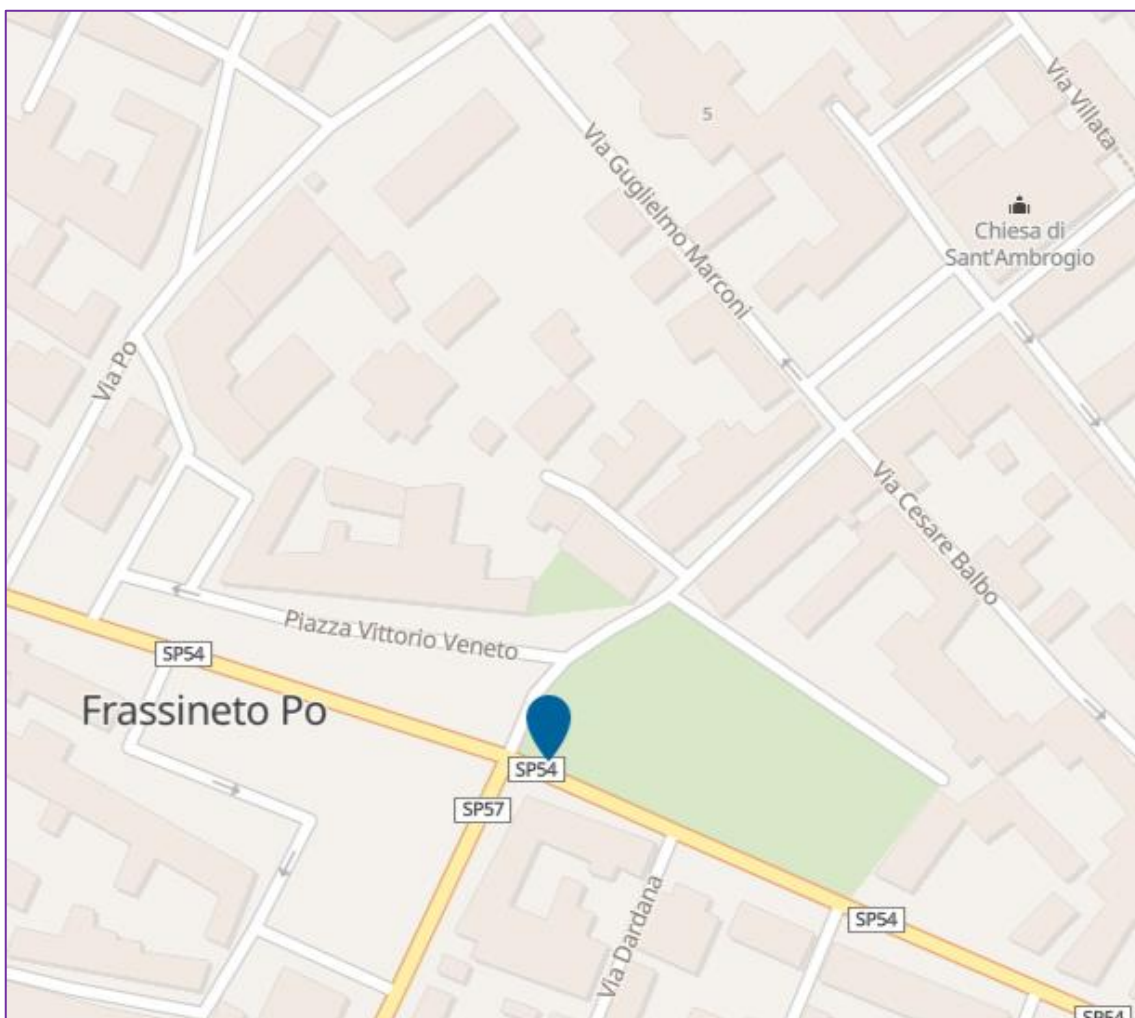 Via Villata
5
Via Guglielmo Marconi
Chiesa di
Sant'Ambrogio
Via Po
Via Cesare Balbo
Piazza Vittorio Veneto
SP54
Frassineto Po
SP54
SP57
Via Dardana
SP54
SP54